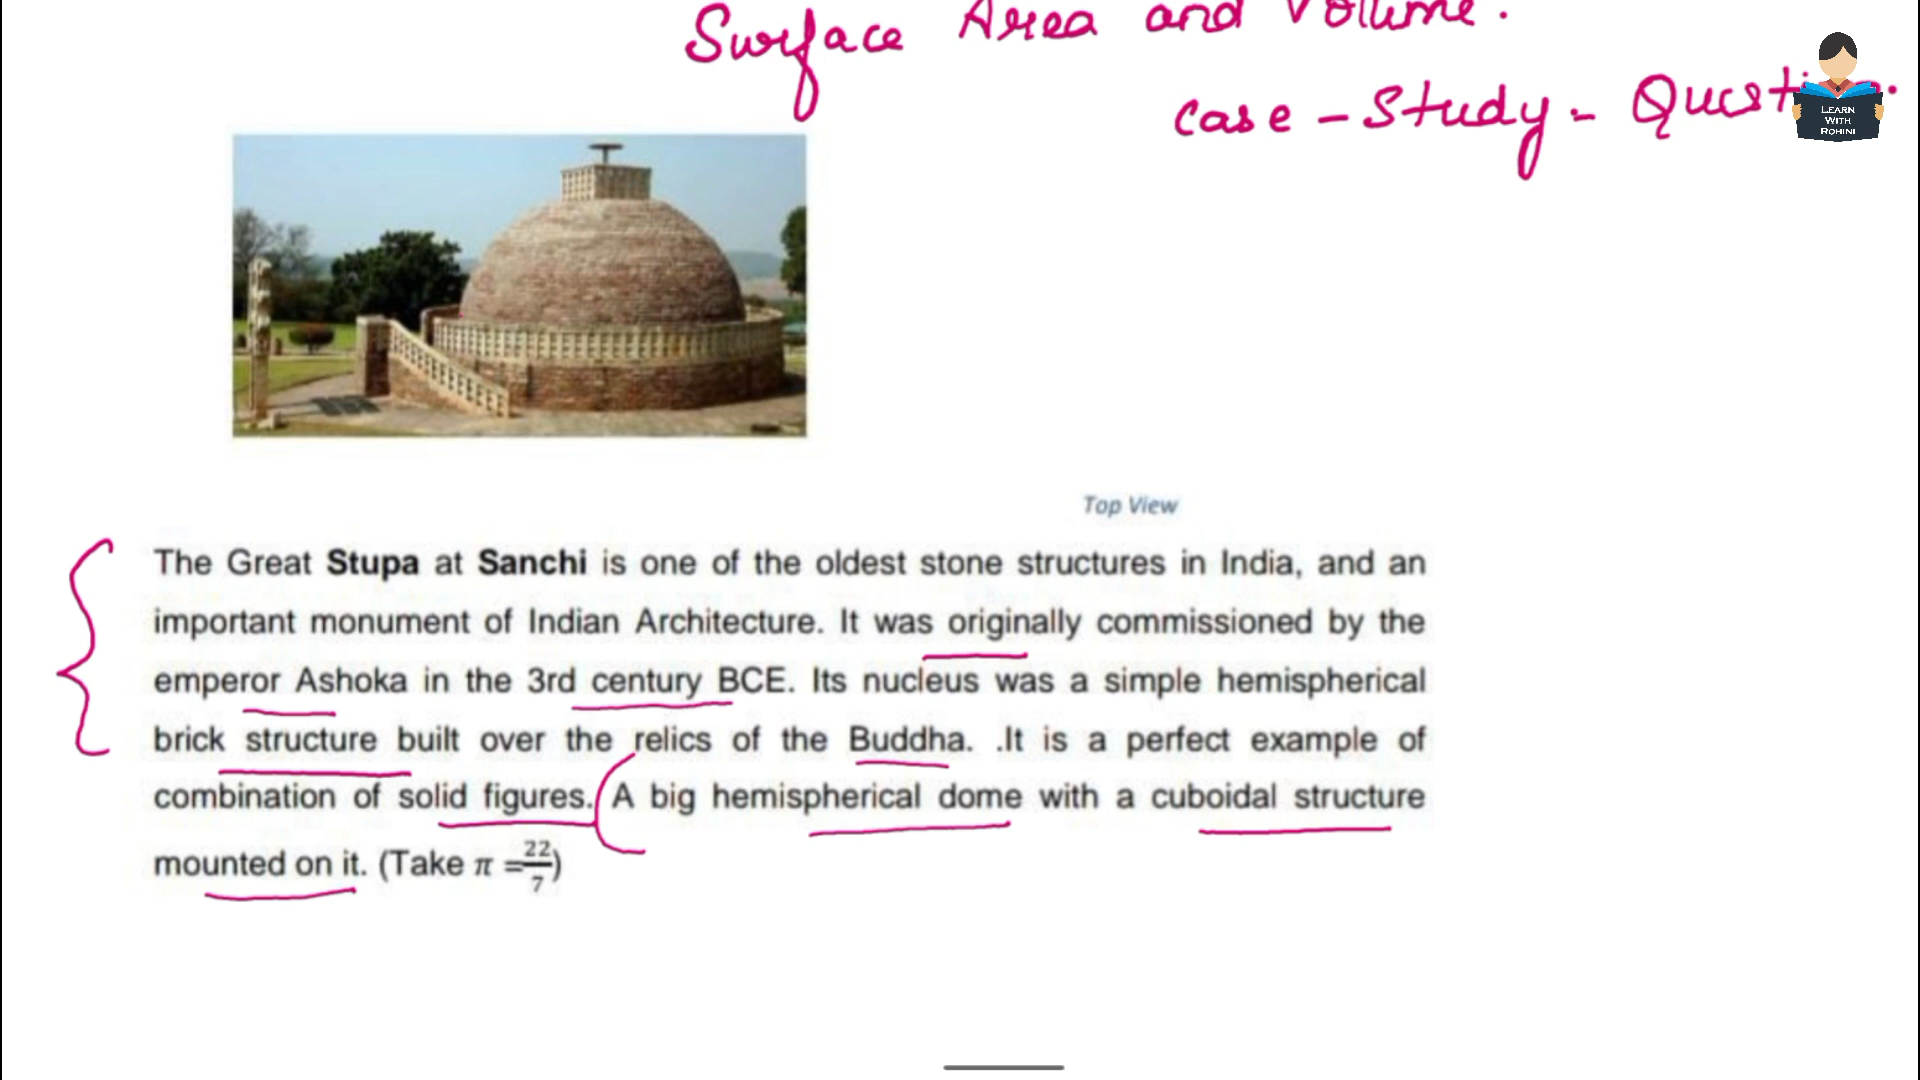 Surface Area and Volume.
Case - Study - Question.
LEARN
WITH
ROHINI
Top View
The Great Stupa at Sanchi is one of the oldest stone structures in India, and an
important monument of Indian Architecture. It was originally commissioned by the
emperor Ashoka in the 3rd century BCE. Its nucleus was a simple hemispherical
brick structure built over the relics of the Buddha. .It is a perfect example of
combination of solid figures. A big hemispherical dome with a cuboidal structure
mounted on it. (Take π =22/7)